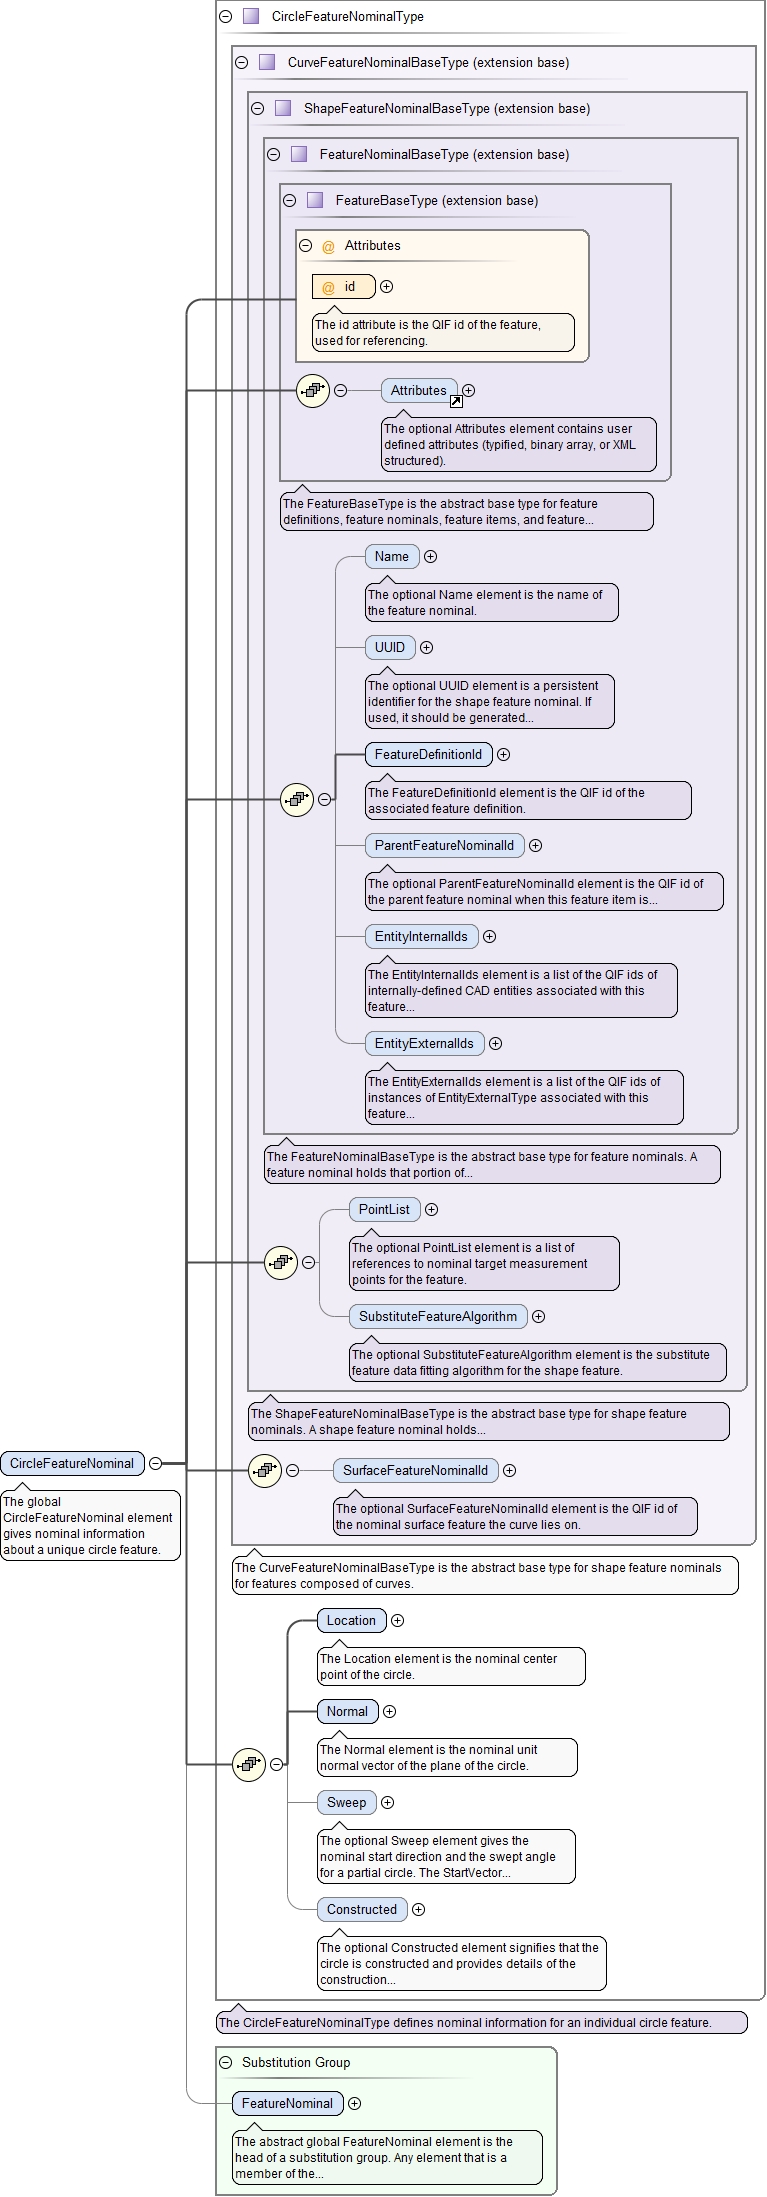 CircleFeatureNominalType
CurveFeatureNominalBaseType (extension base)
ShapeFeatureNominalBaseType (extension base)
FeatureNominalBaseType (extension base)
FeatureBaseType (extension base)
@ Attributes
@ id
The id attribute is the QIF id of the feature,
used for referencing.
Attributes
The optional Attributes element contains user
defined attributes (typified, binary array, or XML
structured).
The FeatureBaseType is the abstract base type for feature
definitions, feature nominals, feature items, and feature...
Name
The optional Name element is the name of
the feature nominal.
UUID
The optional UUID element is a persistent
identifier for the shape feature nominal. If
used, it should be generated...
FeatureDefinitionId
The FeatureDefinitionId element is the QIF id of the
associated feature definition.
ParentFeatureNominalId
The optional ParentFeatureNominalId element is the QIF id of
the parent feature nominal when this feature item is...
EntityInternalIds
The EntityInternalIds element is a list of the QIF ids of
internally-defined CAD entities associated with this
feature...
EntityExternalIds
The EntityExternalIds element is a list of the QIF ids of
instances of EntityExternalType associated with this
feature...
The FeatureNominalBaseType is the abstract base type for feature nominals. A
feature nominal holds that portion of...
PointList
The optional PointList element is a list of
references to nominal target measurement
points for the feature.
SubstituteFeatureAlgorithm
The optional SubstituteFeatureAlgorithm element is the substitute
feature data fitting algorithm for the shape feature.
The ShapeFeatureNominalBaseType is the abstract base type for shape feature
nominals. A shape feature nominal holds...
CircleFeatureNominal
The global
CircleFeatureNominal element
gives nominal information
about a unique circle feature.
SurfaceFeatureNominalId
The optional SurfaceFeatureNominalId element is the QIF id of
the nominal surface feature the curve lies on.
The CurveFeatureNominalBaseType is the abstract base type for shape feature nominals
for features composed of curves.
Location
The Location element is the nominal center
point of the circle.
Normal
The Normal element is the nominal unit
normal vector of the plane of the circle.
Sweep
The optional Sweep element gives the
nominal start direction and the swept angle
for a partial circle. The StartVector...
Constructed
The optional Constructed element signifies that the
circle is constructed and provides details of the
construction...
The CircleFeatureNominalType defines nominal information for an individual circle feature.
Substitution Group
FeatureNominal
The abstract global FeatureNominal element is the
head of a substitution group. Any element that is a
member of the...